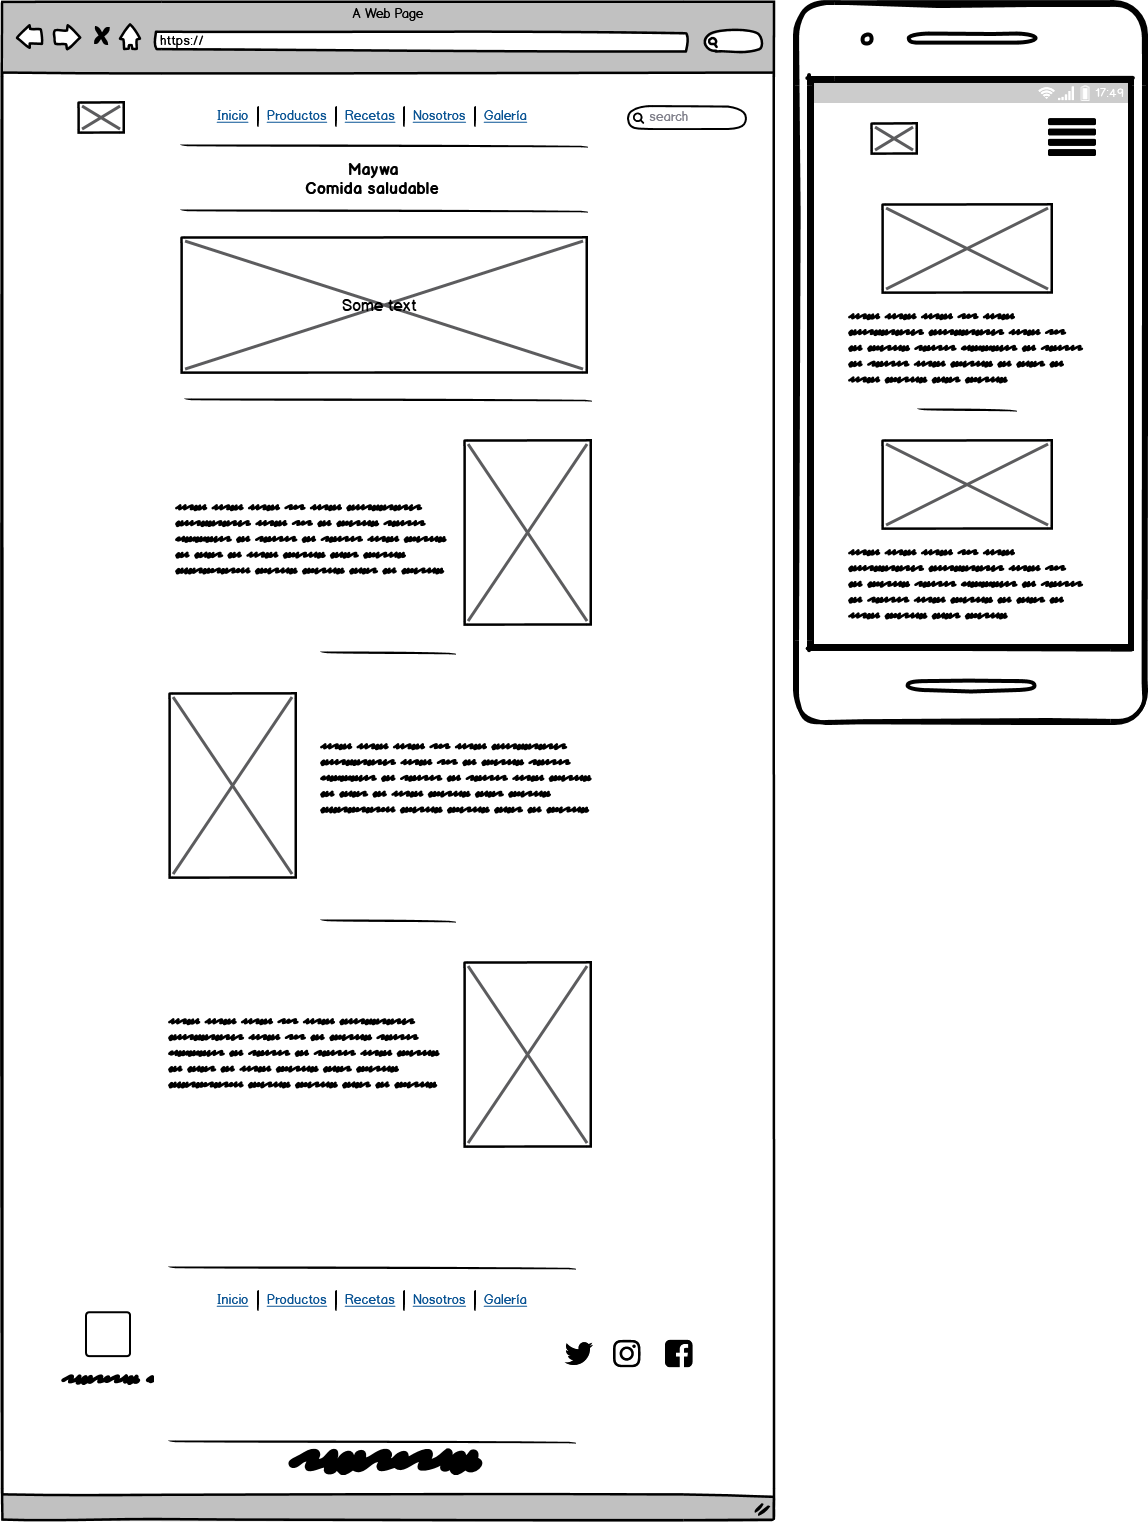 A Web Page
https://
Inicio Productos Recetas Nosotros Galería
search
Maywa
Comida saludable
Some text
Inicio Productos Recetas Nosotros Galería
17:49